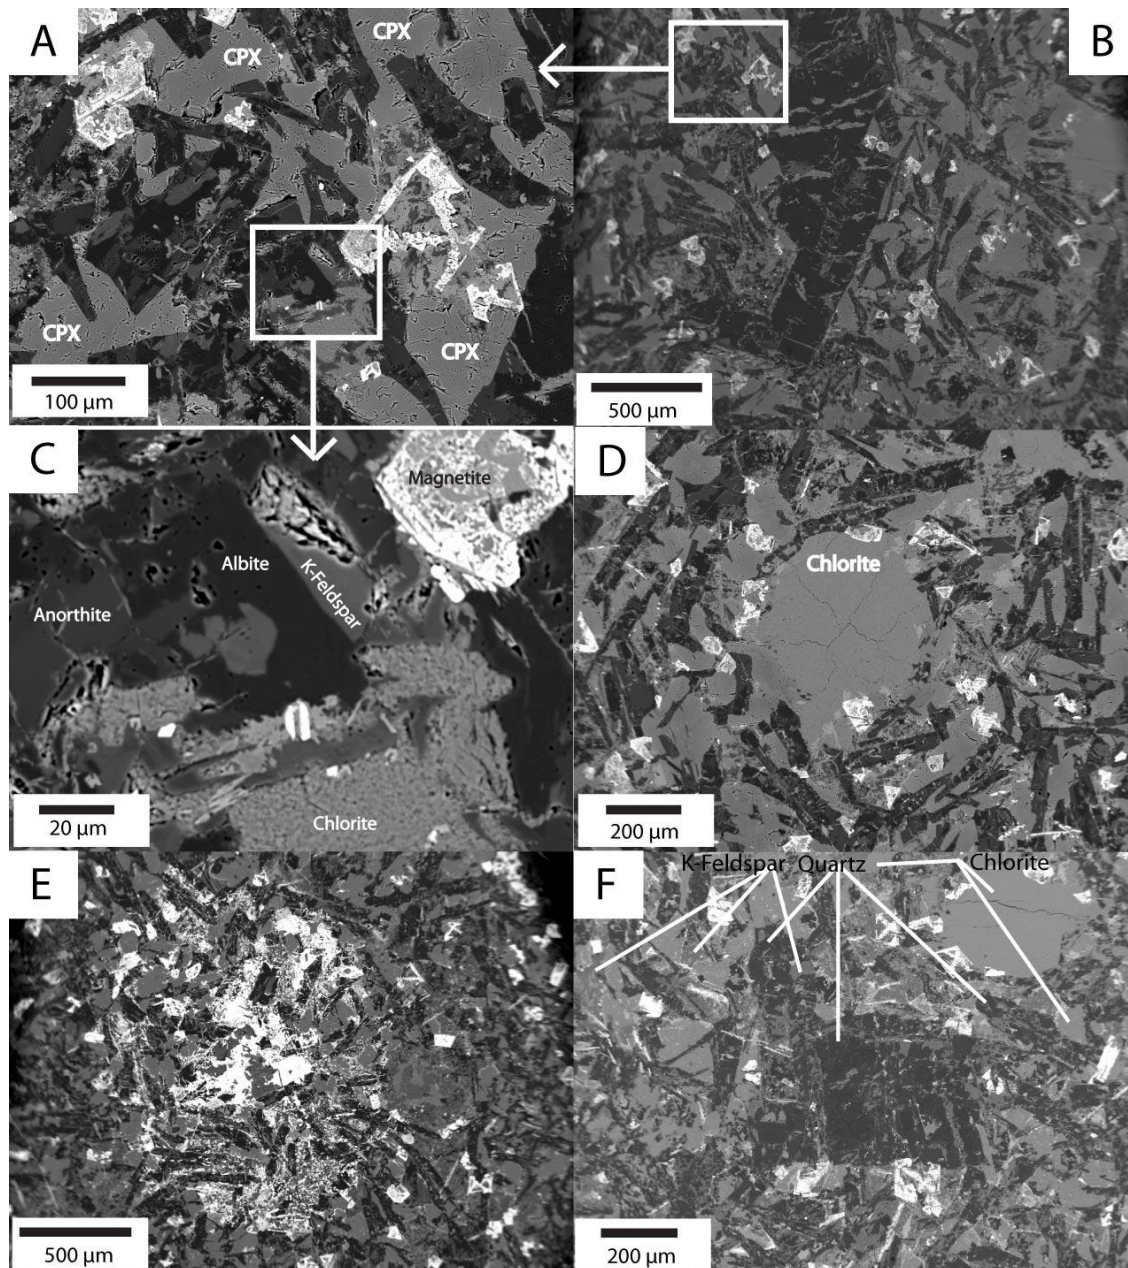 A
CPX
CPX
CPX
CPX
100 µm
B
500 µm
C
Magnetite
Albite
K-Feldspar
Anorthite
Chlorite
20 µm
D
Chlorite
200 µm
E
500 µm
F
K-Feldspar Quartz Chlorite
200 µm